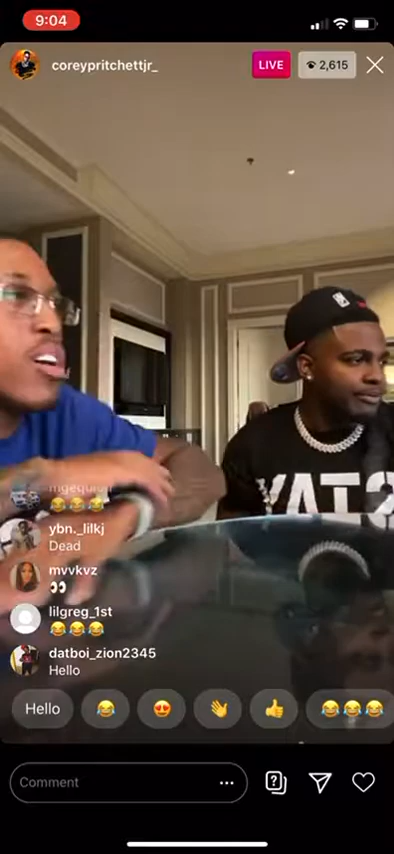 9:04
coreypritchettjr_
LIVE
2,615
ybn._lilkj
Dead
mvvkvz
lilgreg_1st
datboi_zion2345
Hello
Hello
Comment